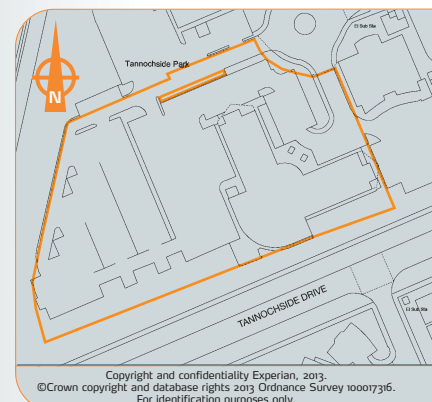 El Sub Sta
Tannochside Park
N
TANNOCHSIDE DRIVE
El Sub Sta
Copyright and confidentiality Experian, 2013.
©Crown copyright and database rights 2013 Ordnance Survey 100017316.
For identification purposes only.